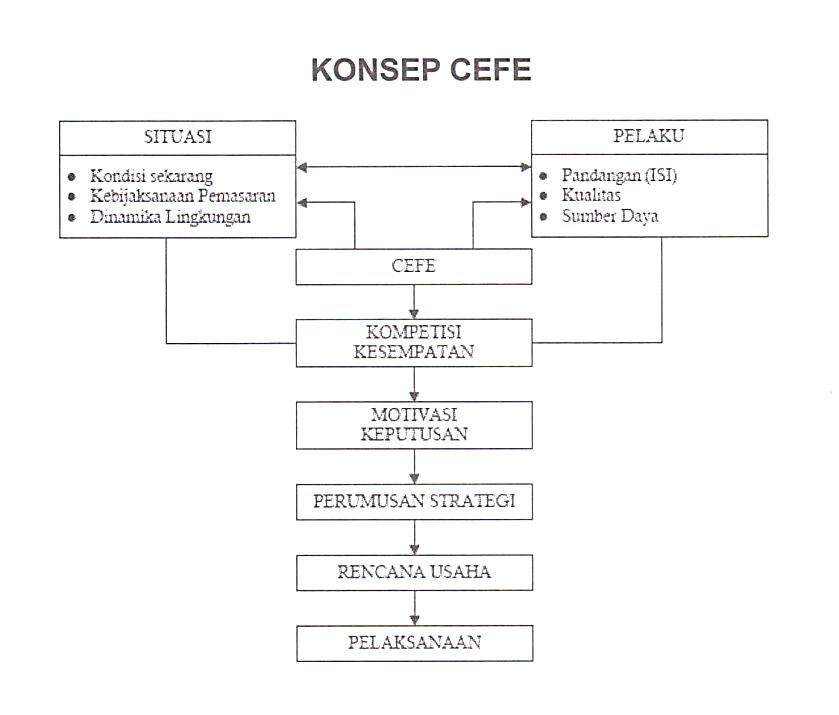 KONSEP CEFE
SITUASI
• Kondisi sekarang
• Kebijaksanaan Pemasaran
• Dinamika Lingkungan
PELAKU
• Pandangan (ISI)
• Kualitas
• Sumber Daya
CEFE
KOMPETISI
KESEMPATAN
MOTIVASI
KEPUTUSAN
PERUMUSAN STRATEGI
RENCANA USAHA
PELAKSANAAN